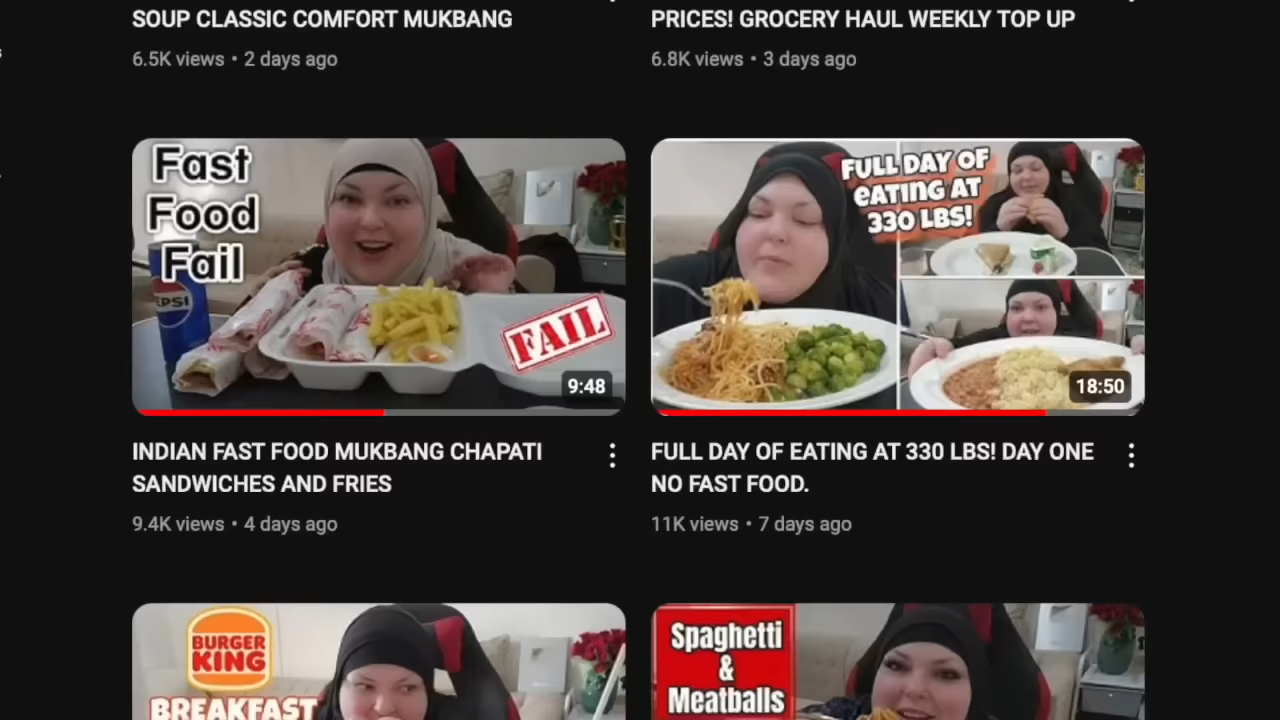 SOUP CLASSIC COMFORT MUKBANG
6.5K views • 2 days ago
PRICES! GROCERY HAUL WEEKLY TOP UP
6.8K views • 3 days ago
Fast
Food
Fail
PEPSI
FAIL
9:48
INDIAN FAST FOOD MUKBANG CHAPATI
SANDWICHES AND FRIES
9.4K views • 4 days ago
FULL DAY OF
eATING AT
330 LBS!
18:50
FULL DAY OF EATING AT 330 LBS! DAY ONE
NO FAST FOOD.
11K views • 7 days ago
BURGER
KING
BREAKFAST
Spaghetti
&
Meatballs